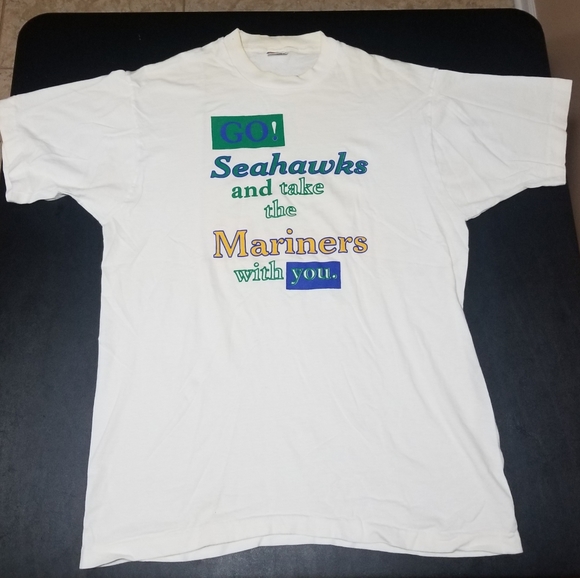 GO!
Seahawks
and take
the
Mariners
with you.